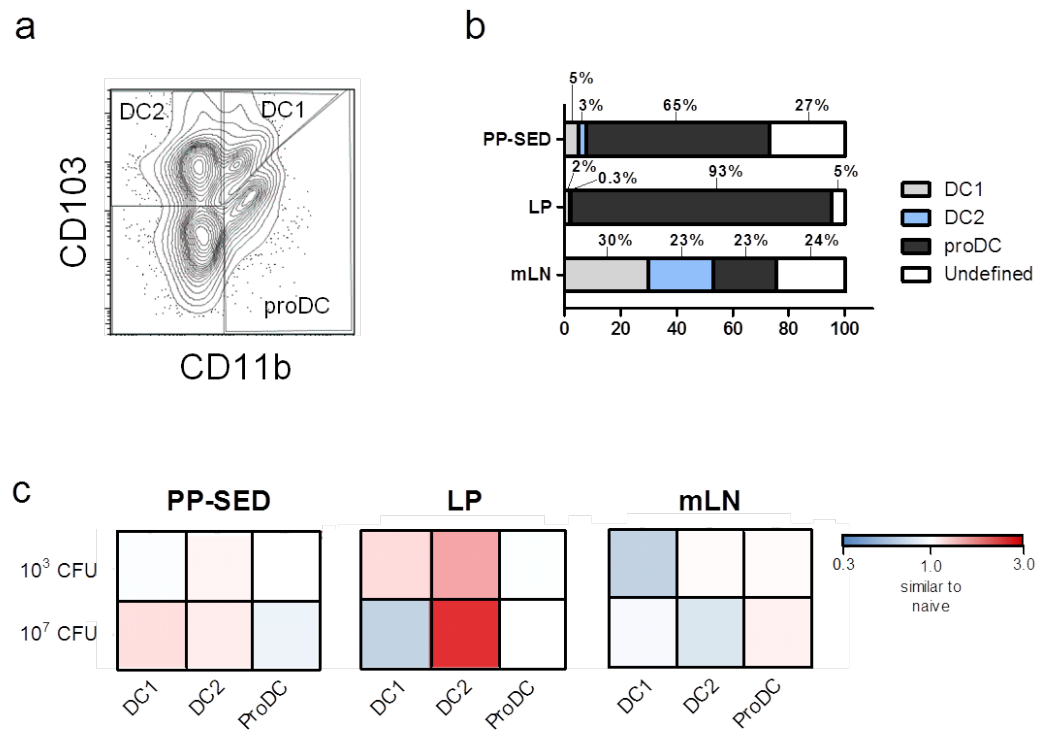 a
DC2
DC1
proDC
CD103
CD11b
b
5%
3%
65%
27%
PP-SED
2%
0.3%
93%
5%
LP
30%
23%
23%
24%
mLN
0
20
40
60
80
100
DC1
DC2
proDC
Undefined
c
PP-SED
LP
mLN
10³ CFU
10⁷ CFU
DC1
DC2
ProDC
DC1
DC2
ProDC
DC1
DC2
ProDC
0.3
1.0
3.0
similar to
naive